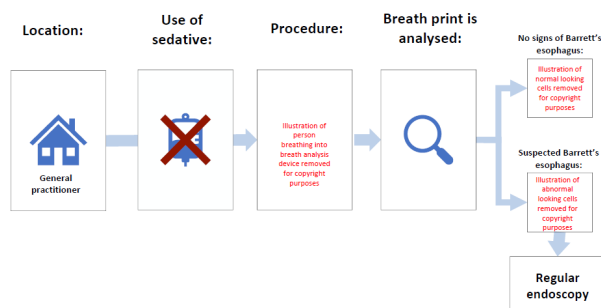 Location:
Use of
sedative:
Procedure:
Breath print is
analysed:
No signs of Barrett's
esophagus:
Illustration of
normal looking
cells removed
for copyright
purposes
General
practitioner
Illustration of
person
breathing into
breath analysis
device removed
for copyright
purposes
Suspected Barrett's
esophagus:
Illustration of
abnormal
looking cells
removed for
copyright
purposes
Regular
endoscopy